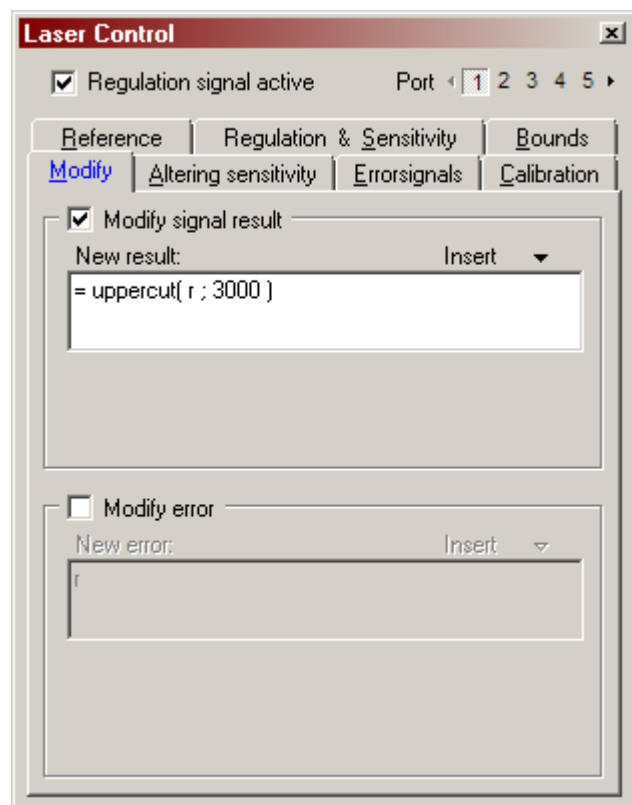 Laser Control
Regulation signal active Port 1 2 3 4 5
Reference Regulation & Sensitivity Bounds
Modify Altering sensitivity Errorsignals Calibration
Modify signal result
New result: Insert
= uppercut( r ; 3000 )
Modify error
New error: Insert
r